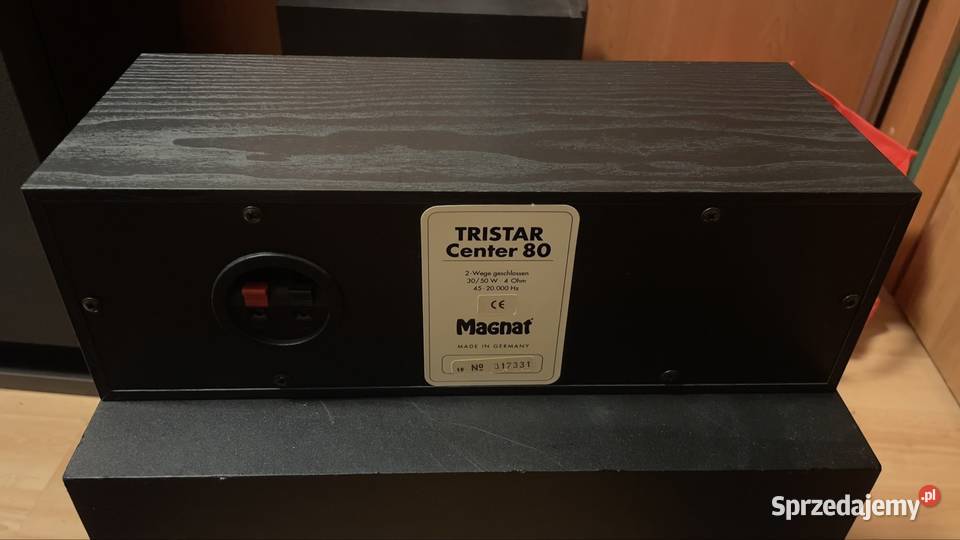 TRISTAR
Center 80
2-Wege geschlossen
30/50 W · 4 Ohm
45 - 20.000 Hz
CE
Magnat
MADE IN GERMANY
Nº 317331
Sprzedajemy.pl